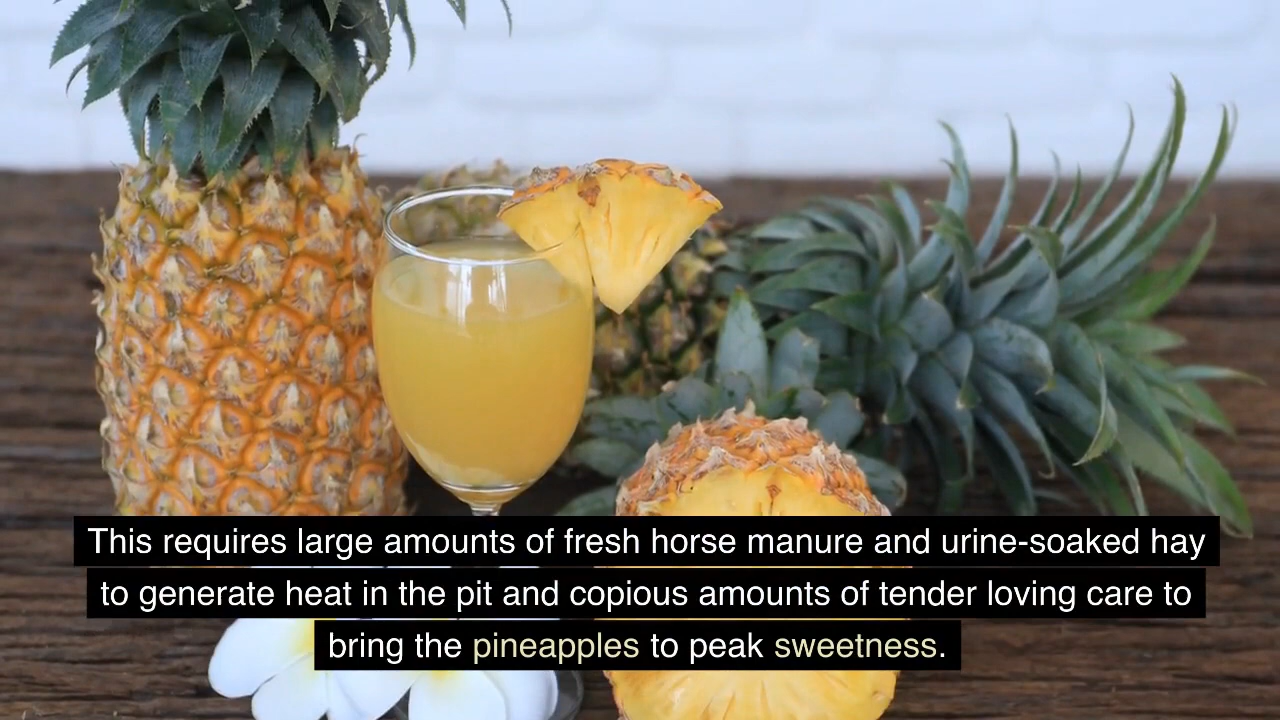 This requires large amounts of fresh horse manure and urine-soaked hay
to generate heat in the pit and copious amounts of tender loving care to
bring the pineapples to peak sweetness.